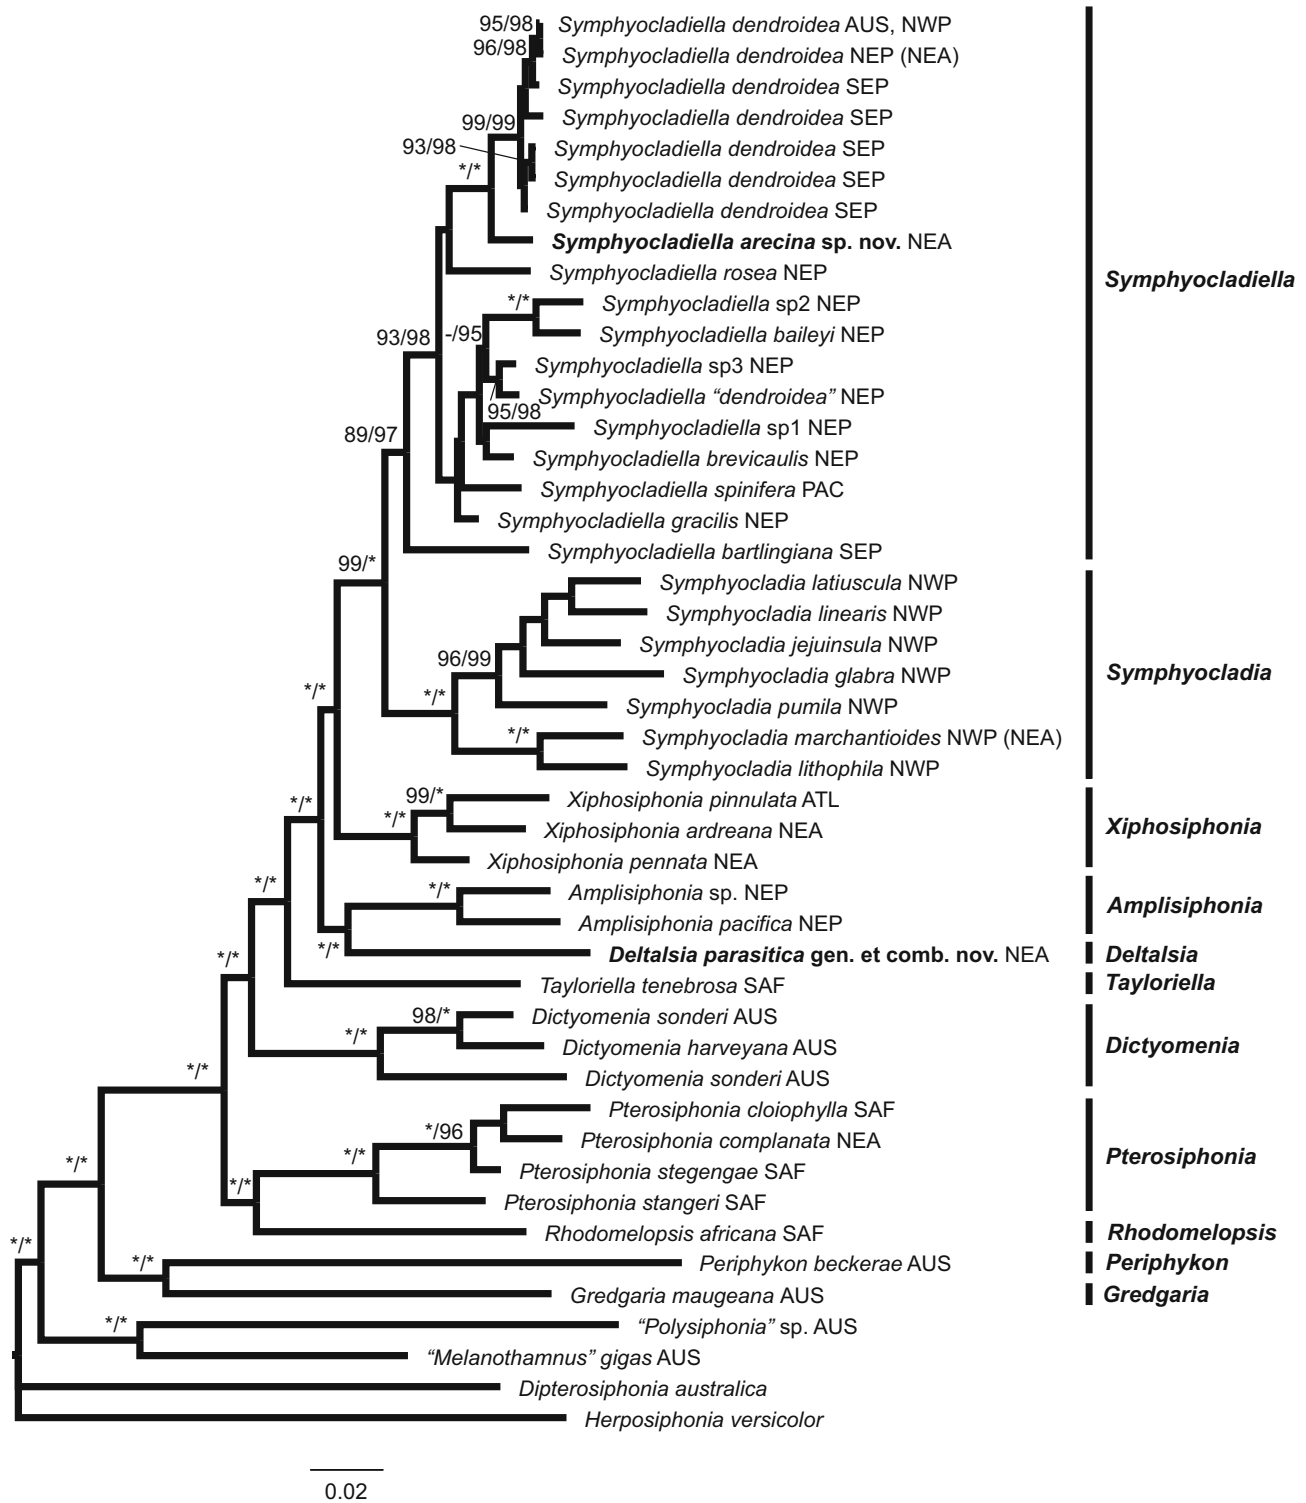 95/98
Symphyocladiella dendroidea AUS, NWP
96/98
Symphyocladiella dendroidea NEP (NEA)
Symphyocladiella dendroidea SEP
99/99
Symphyocladiella dendroidea SEP
93/98
Symphyocladiella dendroidea SEP
*/*
Symphyocladiella dendroidea SEP
Symphyocladiella dendroidea SEP
Symphyocladiella arecina sp. nov. NEA
Symphyocladiella rosea NEP
Symphyocladiella
*/*
Symphyocladiella sp2 NEP
93/98
-/95
Symphyocladiella baileyi NEP
Symphyocladiella sp3 NEP
Symphyocladiella “dendroidea” NEP
95/98
89/97
Symphyocladiella sp1 NEP
Symphyocladiella brevicaulis NEP
Symphyocladiella spinifera PAC
Symphyocladiella gracilis NEP
Symphyocladiella bartlingiana SEP
99/*
Symphyocladia latiuscula NWP
Symphyocladia linearis NWP
Symphyocladia jejuinsula NWP
96/99
Symphyocladia glabra NWP
Symphyocladia
*/*
*/*
Symphyocladia pumila NWP
*/*
Symphyocladia marchantioides NWP (NEA)
Symphyocladia lithophila NWP
*/*
99/*
Xiphosiphonia pinnulata ATL
*/*
Xiphosiphonia ardreana NEA
Xiphosiphonia
Xiphosiphonia pennata NEA
*/*
*/*
Amplisiphonia sp. NEP
Amplisiphonia
Amplisiphonia pacifica NEP
*/*
*/*
Deltalsia parasitica gen. et comb. nov. NEA
Deltalsia
Tayloriella tenebrosa SAF
Tayloriella
98/*
Dictyomenia sonderi AUS
*/*
Dictyomenia harveyana AUS
Dictyomenia
*/*
Dictyomenia sonderi AUS
Pterosiphonia cloiophylla SAF
*/96
Pterosiphonia complanata NEA
*/*
*/*
Pterosiphonia stegengae SAF
Pterosiphonia
*/*
Pterosiphonia stangeri SAF
Rhodomelopsis africana SAF
Rhodomelopsis
*/*
*/*
Periphykon beckerae AUS
Periphykon
Gredgaria maugeana AUS
Gredgaria
*/*
“Polysiphonia” sp. AUS
“Melanothamnus” gigas AUS
Dipterosiphonia australica
Herposiphonia versicolor
0.02